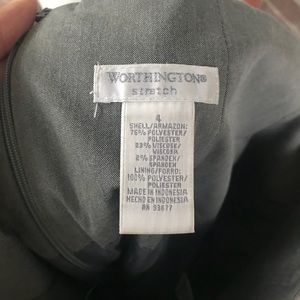 WORTHINGTON®
stretch
4
SHELL/ARMAZON:
75% POLYESTER/
POLIESTER
23% VISCOSE/
VISCOSA
2% SPANDEX/
SPANDEX
LINING/FORRO:
100% POLYESTER/
POLIESTER
MADE IN INDONESIA
HECHO EN INDONESIA
RN 93677